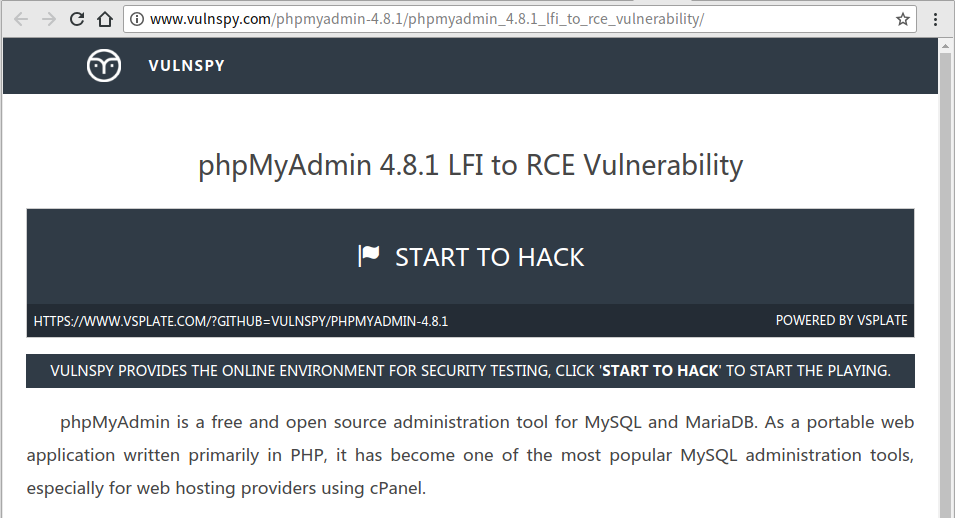 www.vulnspy.com/phpmyadmin-4.8.1/phpmyadmin_4.8.1_lfi_to_rce_vulnerability/
VULNSPY
phpMyAdmin 4.8.1 LFI to RCE Vulnerability
START TO HACK
HTTPS://WWW.VSPLATE.COM/?GITHUB=VULNSPY/PHPMYADMIN-4.8.1
POWERED BY VSPLATE
VULNSPY PROVIDES THE ONLINE ENVIRONMENT FOR SECURITY TESTING, CLICK 'START TO HACK' TO START THE PLAYING.
phpMyAdmin is a free and open source administration tool for MySQL and MariaDB. As a portable web
application written primarily in PHP, it has become one of the most popular MySQL administration tools,
especially for web hosting providers using cPanel.